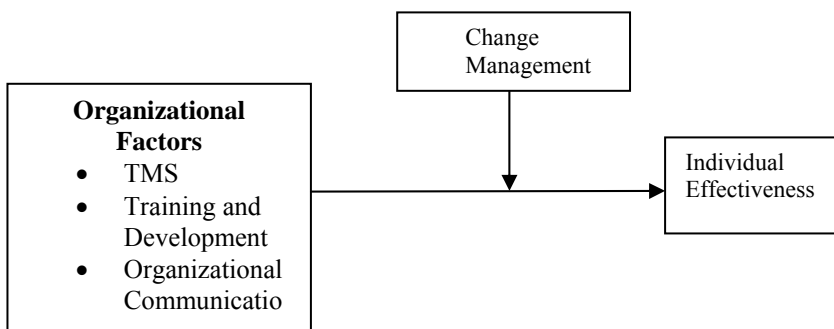 Change
Management
Organizational
Factors
• TMS
• Training and
Development
• Organizational
Communicatio
Individual
Effectiveness